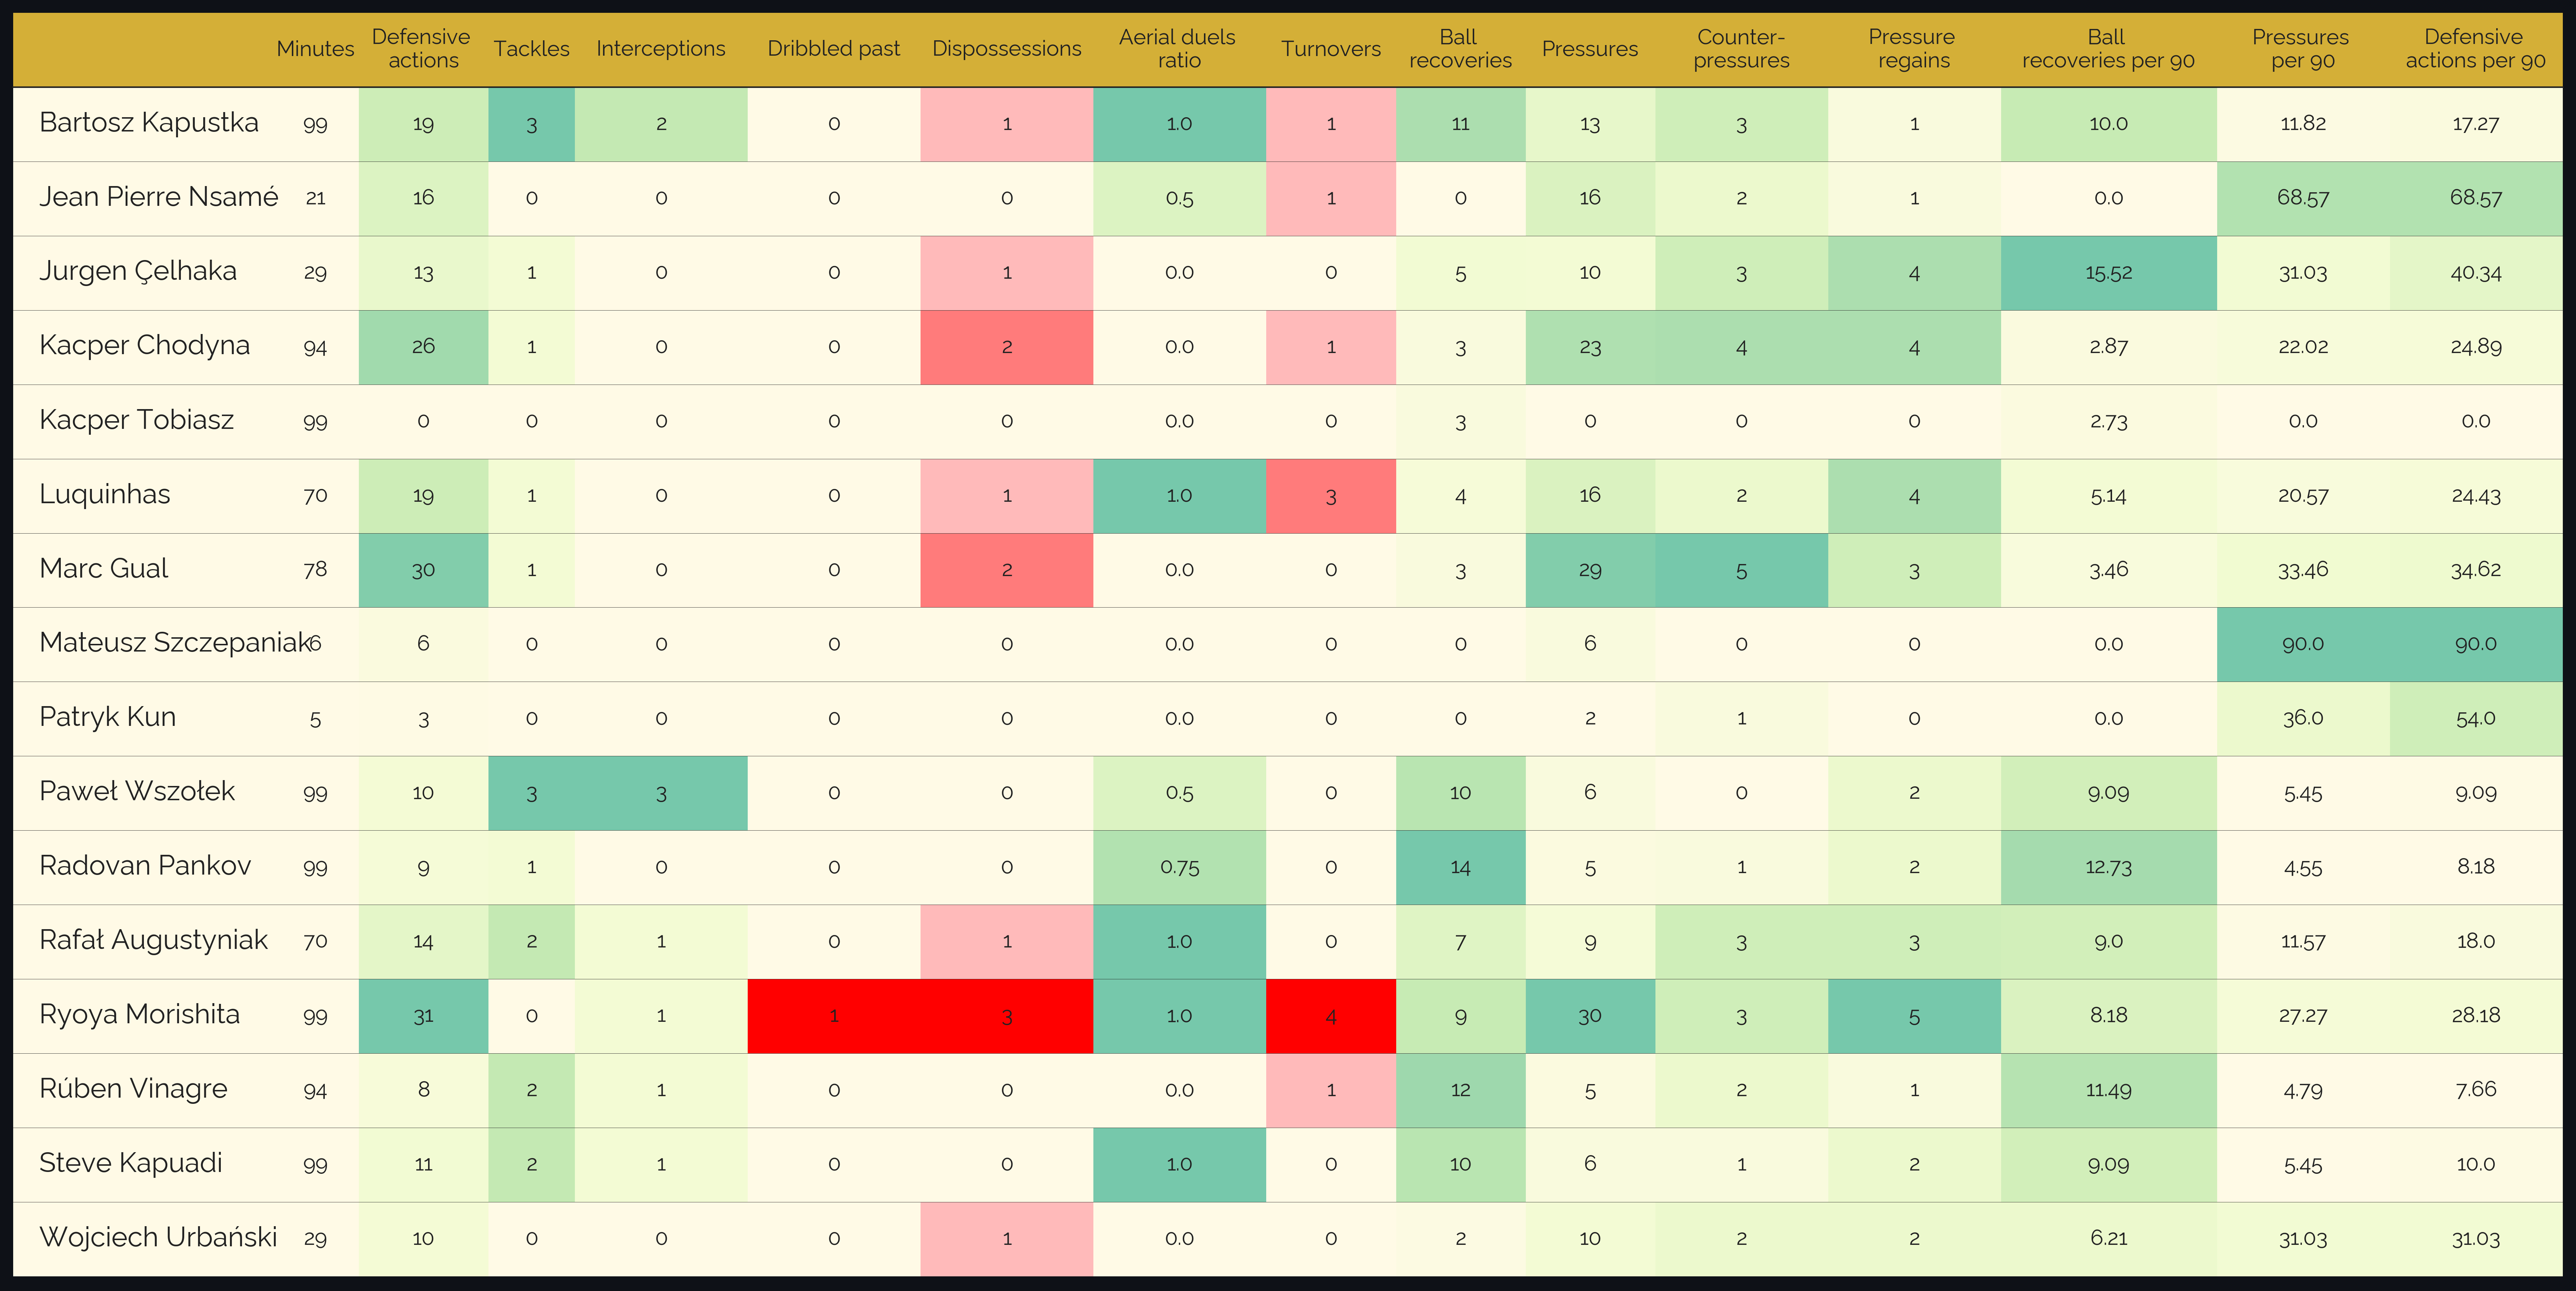 Minutes Defensive actions Tackles Interceptions Dribbled past Dispossessions Aerial duels ratio Turnovers Ball recoveries Pressures Counter-pressures Pressure regains Ball recoveries per 90 Pressures per 90 Defensive actions per 90
Bartosz Kapustka 99 19 3 2 0 1 1.0 1 11 13 3 1 10.0 11.82 17.27
Jean Pierre Nsamé 21 16 0 0 0 0 0.5 1 0 16 2 1 0.0 68.57 68.57
Jurgen Çelhaka 29 13 1 0 0 1 0.0 0 5 10 3 4 15.52 31.03 40.34
Kacper Chodyna 94 26 1 0 0 2 0.0 1 3 23 4 4 2.87 22.02 24.89
Kacper Tobiasz 99 0 0 0 0 0 0.0 0 3 0 0 0 2.73 0.0 0.0
Luquinhas 70 19 1 0 0 1 1.0 3 4 16 2 4 5.14 20.57 24.43
Marc Gual 78 30 1 0 0 2 0.0 0 3 29 5 3 3.46 33.46 34.62
Mateusz Szczepaniak 6 6 0 0 0 0 0.0 0 0 6 0 0 0.0 90.0 90.0
Patryk Kun 5 3 0 0 0 0 0.0 0 0 2 1 0 0.0 36.0 54.0
Paweł Wszołek 99 10 3 3 0 0 0.5 0 10 6 0 2 9.09 5.45 9.09
Radovan Pankov 99 9 1 0 0 0 0.75 0 14 5 1 2 12.73 4.55 8.18
Rafał Augustyniak 70 14 2 1 0 1 1.0 0 7 9 3 3 9.0 11.57 18.0
Ryoya Morishita 99 31 0 1 1 3 1.0 4 9 30 3 5 8.18 27.27 28.18
Rúben Vinagre 94 8 2 1 0 0 0.0 1 12 5 2 1 11.49 4.79 7.66
Steve Kapuadi 99 11 2 1 0 0 1.0 0 10 6 1 2 9.09 5.45 10.0
Wojciech Urbański 29 10 0 0 0 1 0.0 0 2 10 2 2 6.21 31.03 31.03